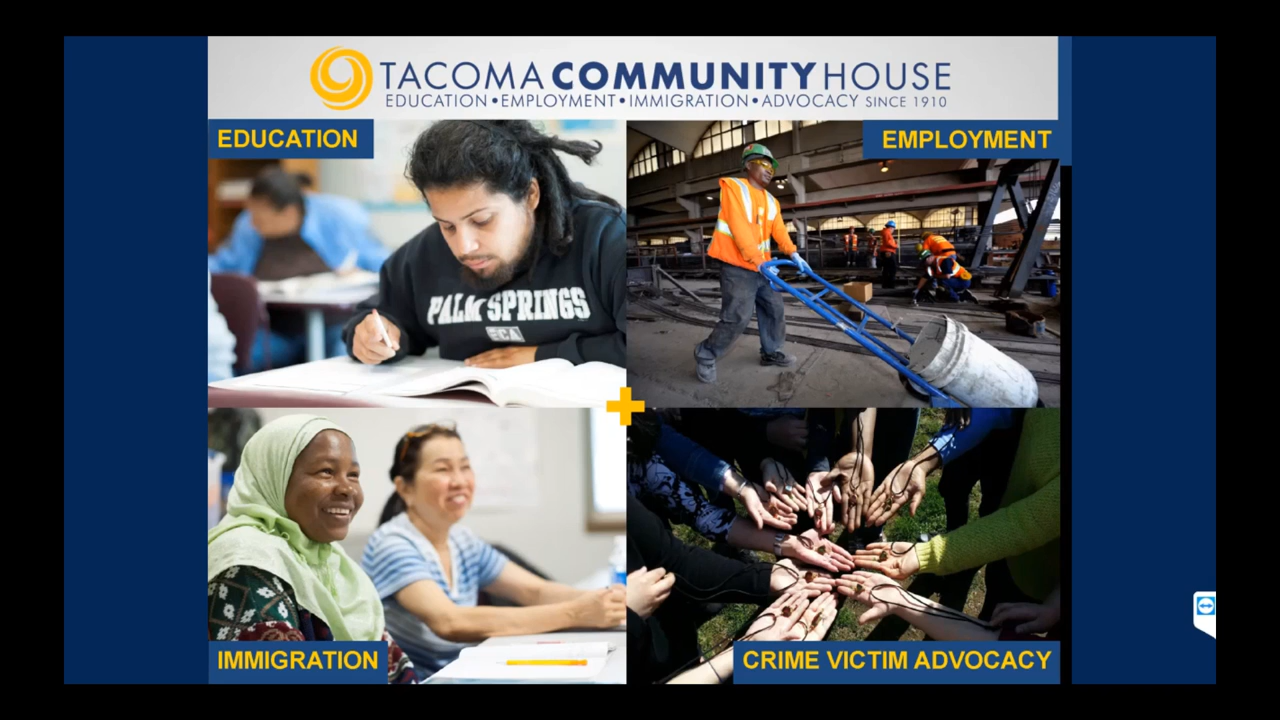 TACOMA COMMUNITY HOUSE
EDUCATION • EMPLOYMENT • IMMIGRATION • ADVOCACY SINCE 1910
EDUCATION
EMPLOYMENT
PALM SPRINGS
IMMIGRATION
CRIME VICTIM ADVOCACY